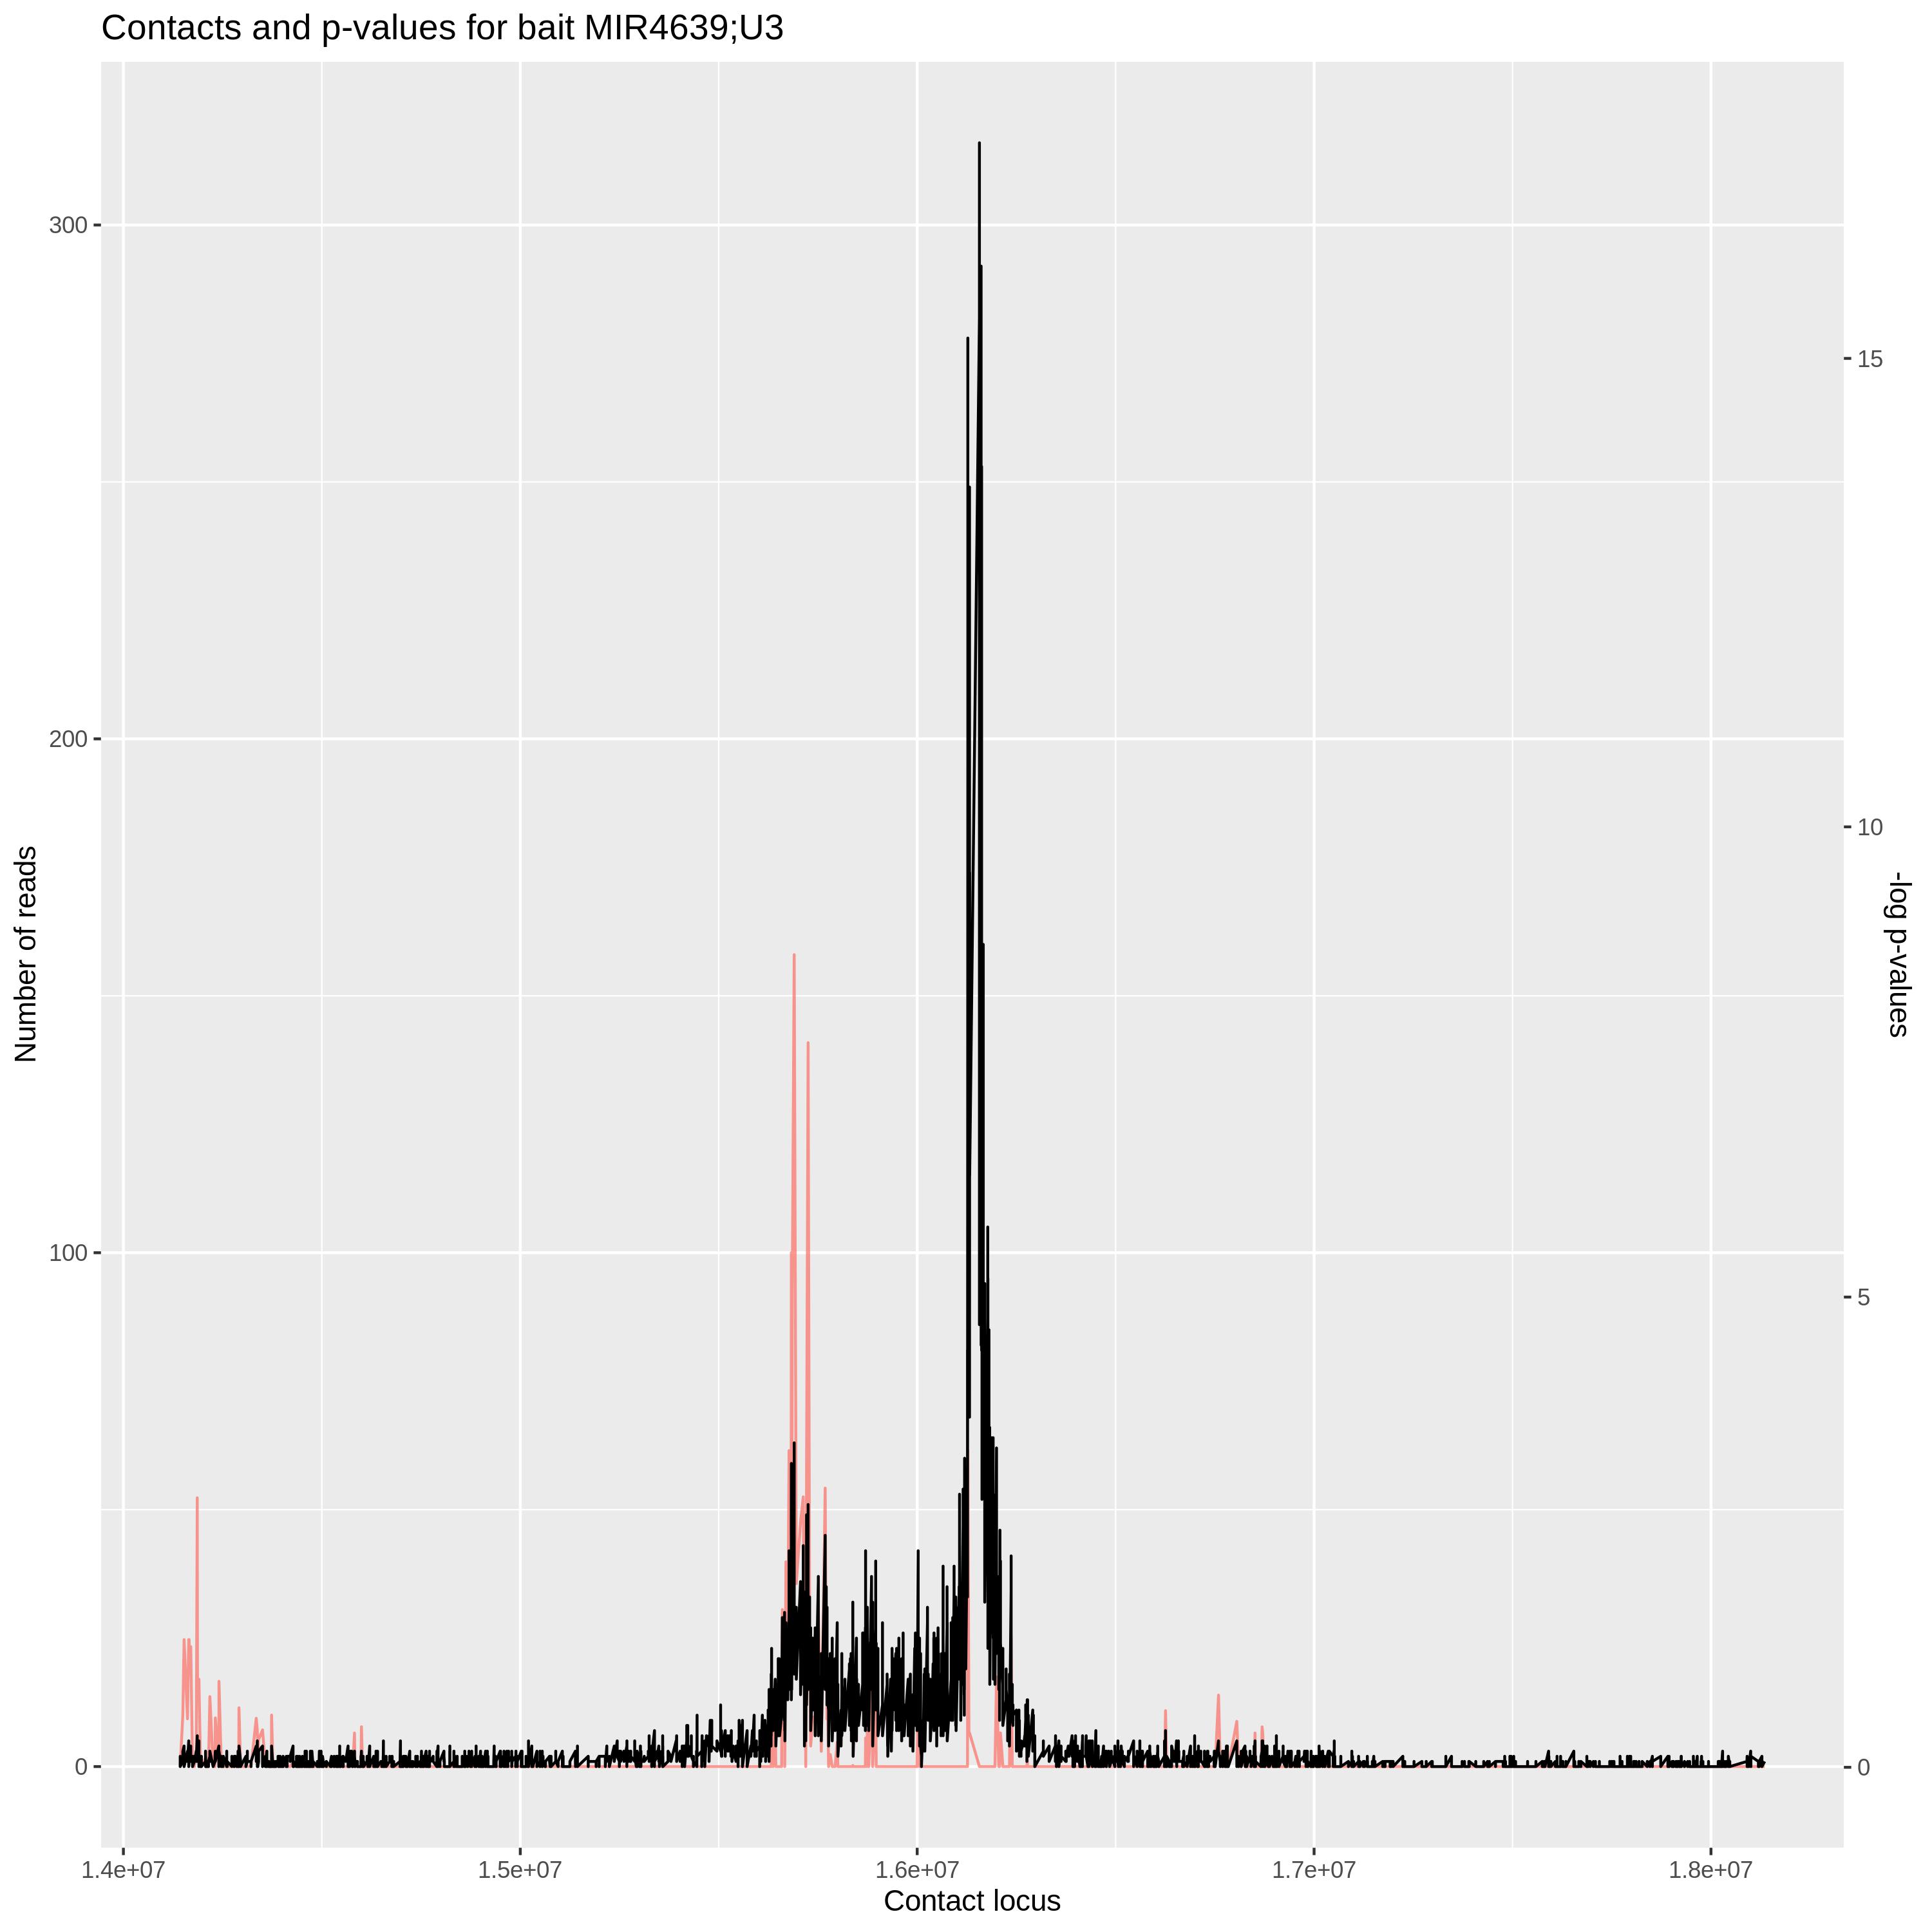 Contacts and p-values for bait MIR4639;U3
300
200
100
0
Number of reads
15
10
5
0
-log p-values
1.4e+07
1.5e+07
1.6e+07
1.7e+07
1.8e+07
Contact locus